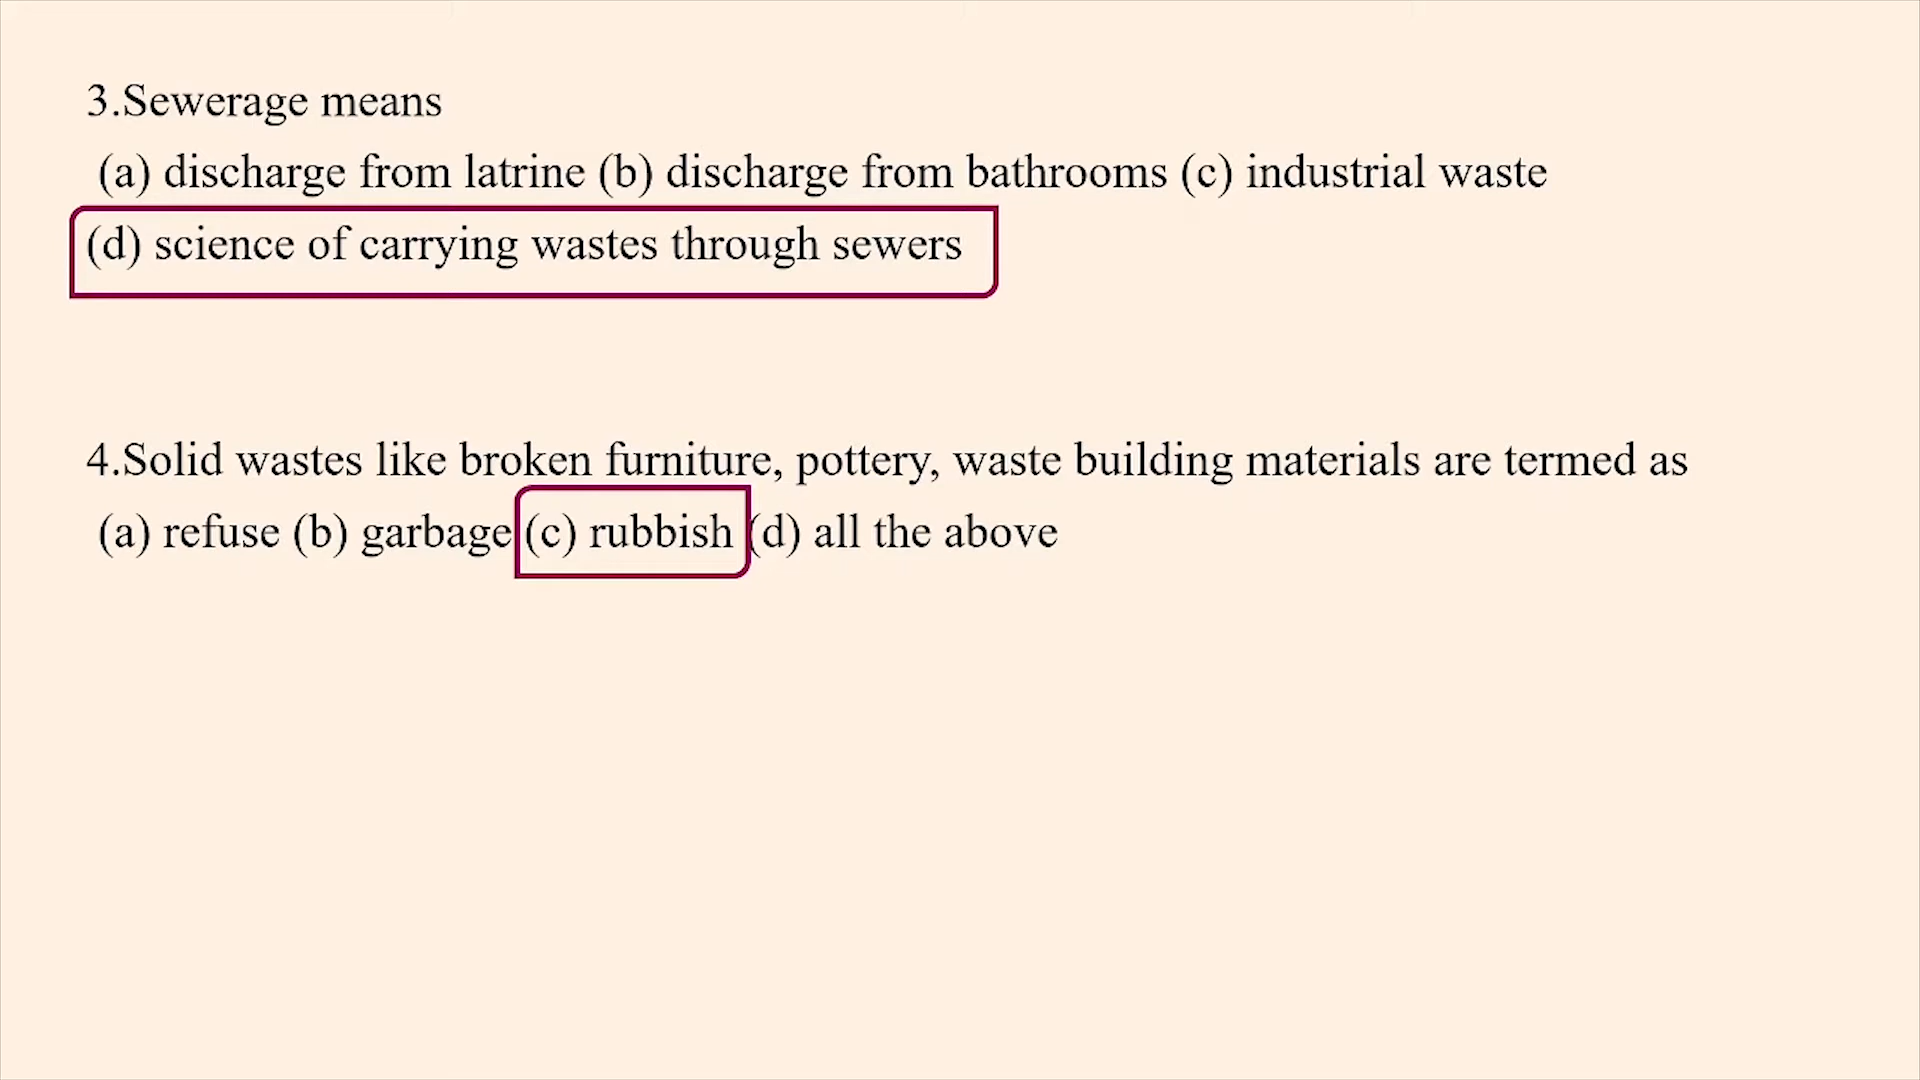 3.Sewerage means
(a) discharge from latrine (b) discharge from bathrooms (c) industrial waste
(d) science of carrying wastes through sewers
4.Solid wastes like broken furniture, pottery, waste building materials are termed as
(a) refuse (b) garbage (c) rubbish (d) all the above